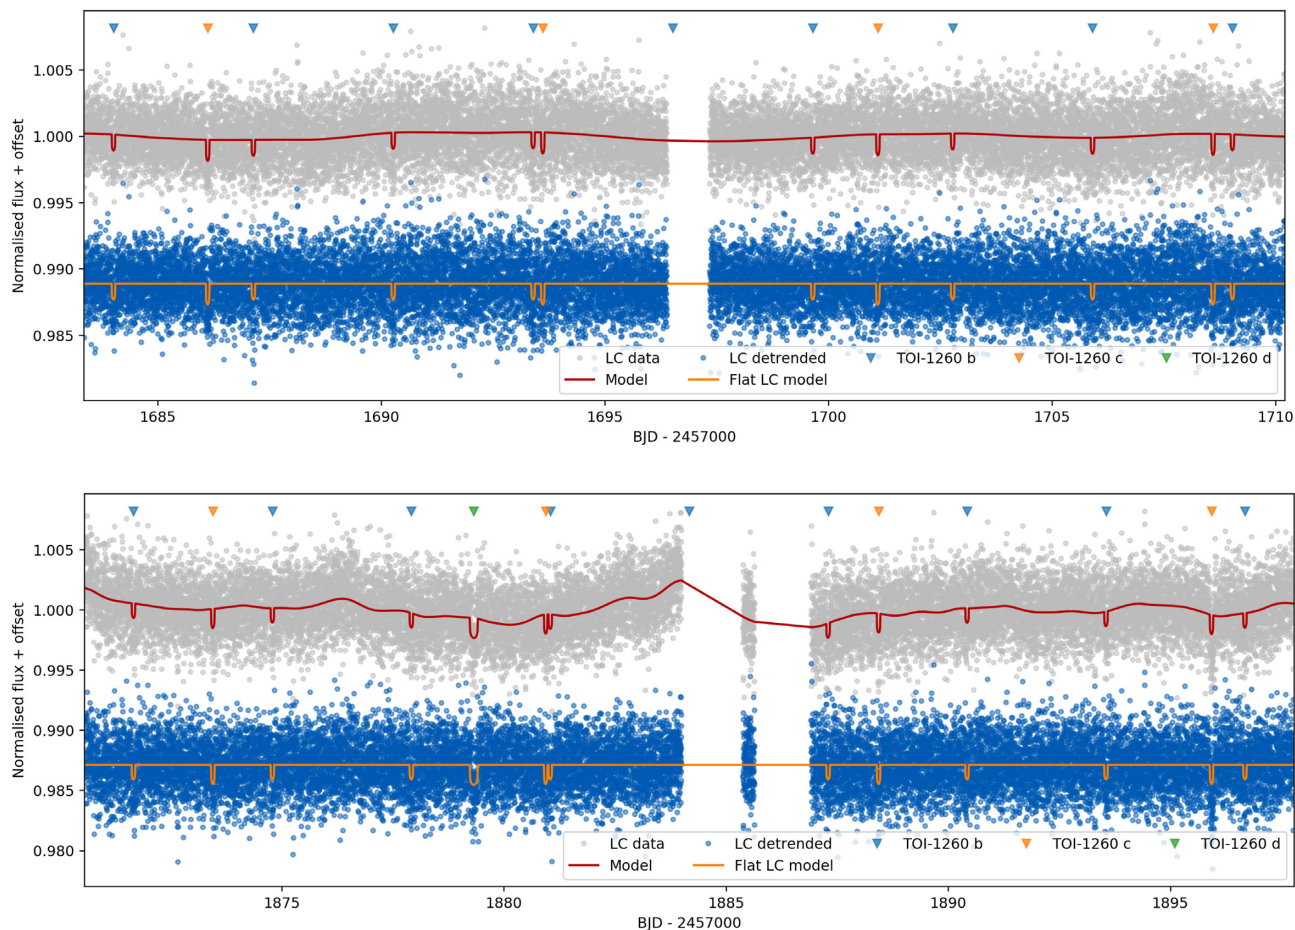 Normalised flux + offset
1.005
1.000
0.995
0.990
0.985
LC data LC detrended TOI-1260 b TOI-1260 c TOI-1260 d
Model Flat LC model
1685 1690 1695 1700 1705 1710
BJD - 2457000
Normalised flux + offset
1.005
1.000
0.995
0.990
0.985
0.980
LC data LC detrended TOI-1260 b TOI-1260 c TOI-1260 d
Model Flat LC model
1875 1880 1885 1890 1895
BJD - 2457000